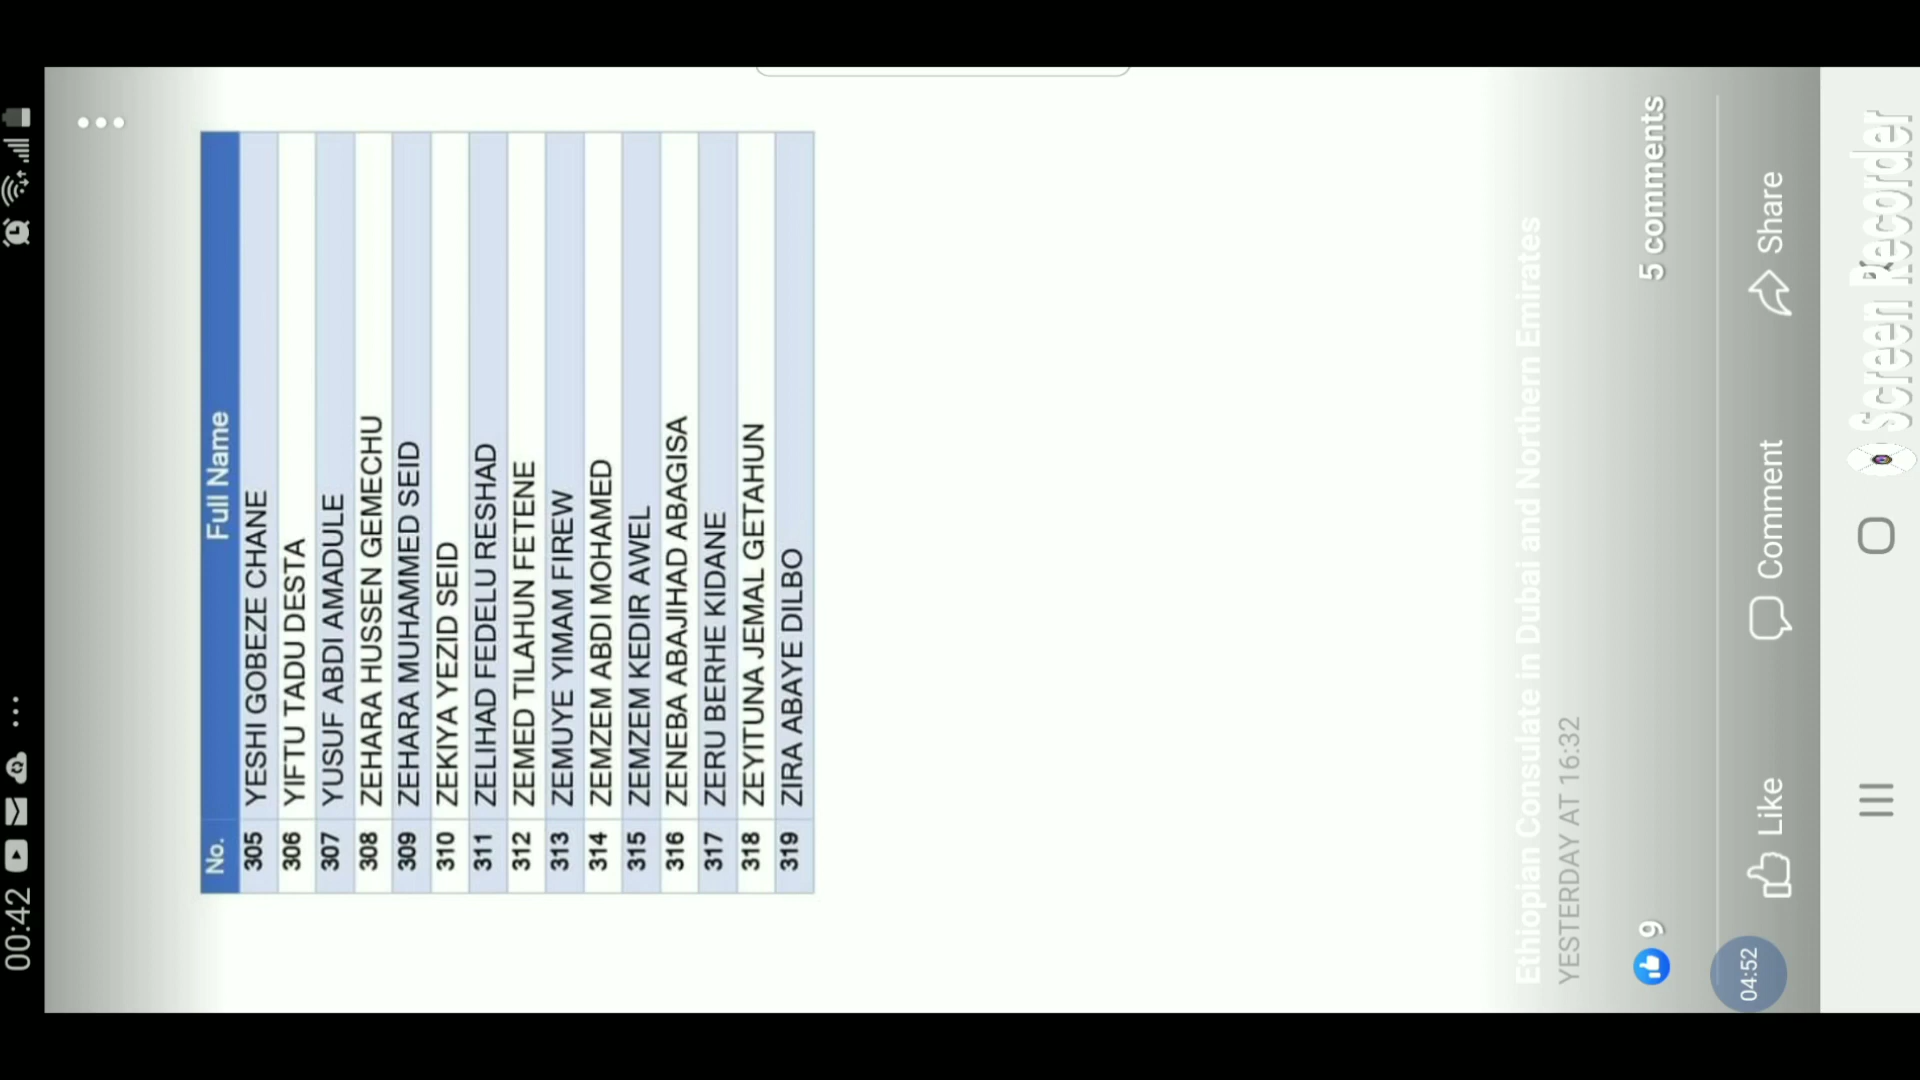 00:42
No. Full Name
305 YESHI GOBEZE CHANE
306 YIFTU TADU DESTA
307 YUSUF ABDI AMADULE
308 ZEHARA HUSSEN GEMECHU
309 ZEHARA MUHAMMED SEID
310 ZEKIYA YEZID SEID
311 ZELIHAD FEDELU RESHAD
312 ZEMED TILAHUN FETENE
313 ZEMUYE YIMAM FIREW
314 ZEMZEM ABDI MOHAMED
315 ZEMZEM KEDIR AWEL
316 ZENEBA ABAJIHAD ABAGISA
317 ZERU BERHE KIDANE
318 ZEYITUNA JEMAL GETAHUN
319 ZIRA ABAYE DILBO
Ethiopian Consulate in Dubai and Northern Emirates
YESTERDAY AT 16:32
9 5 comments
04:52
Like Comment Share
Screen Recorder